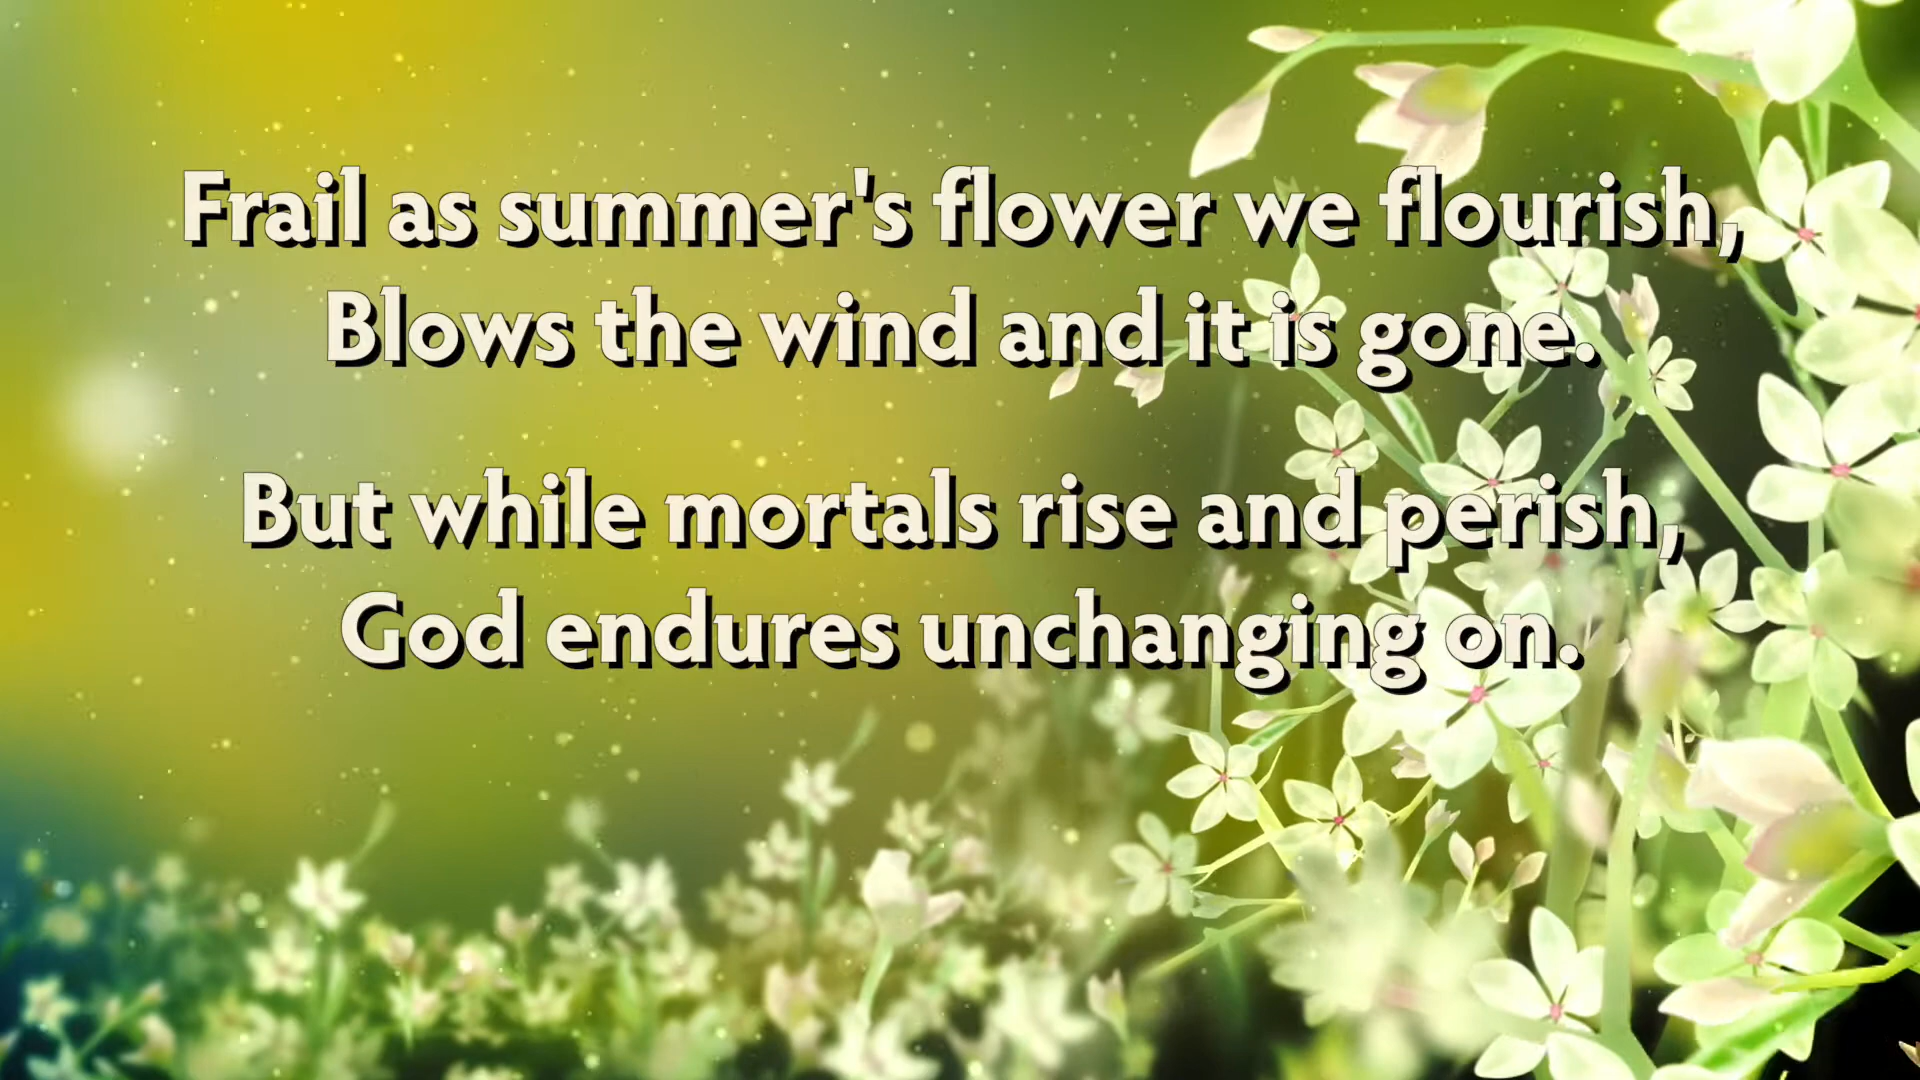 Frail as summer's flower we flourish,
Blows the wind and it is gone.
But while mortals rise and perish,
God endures unchanging on.